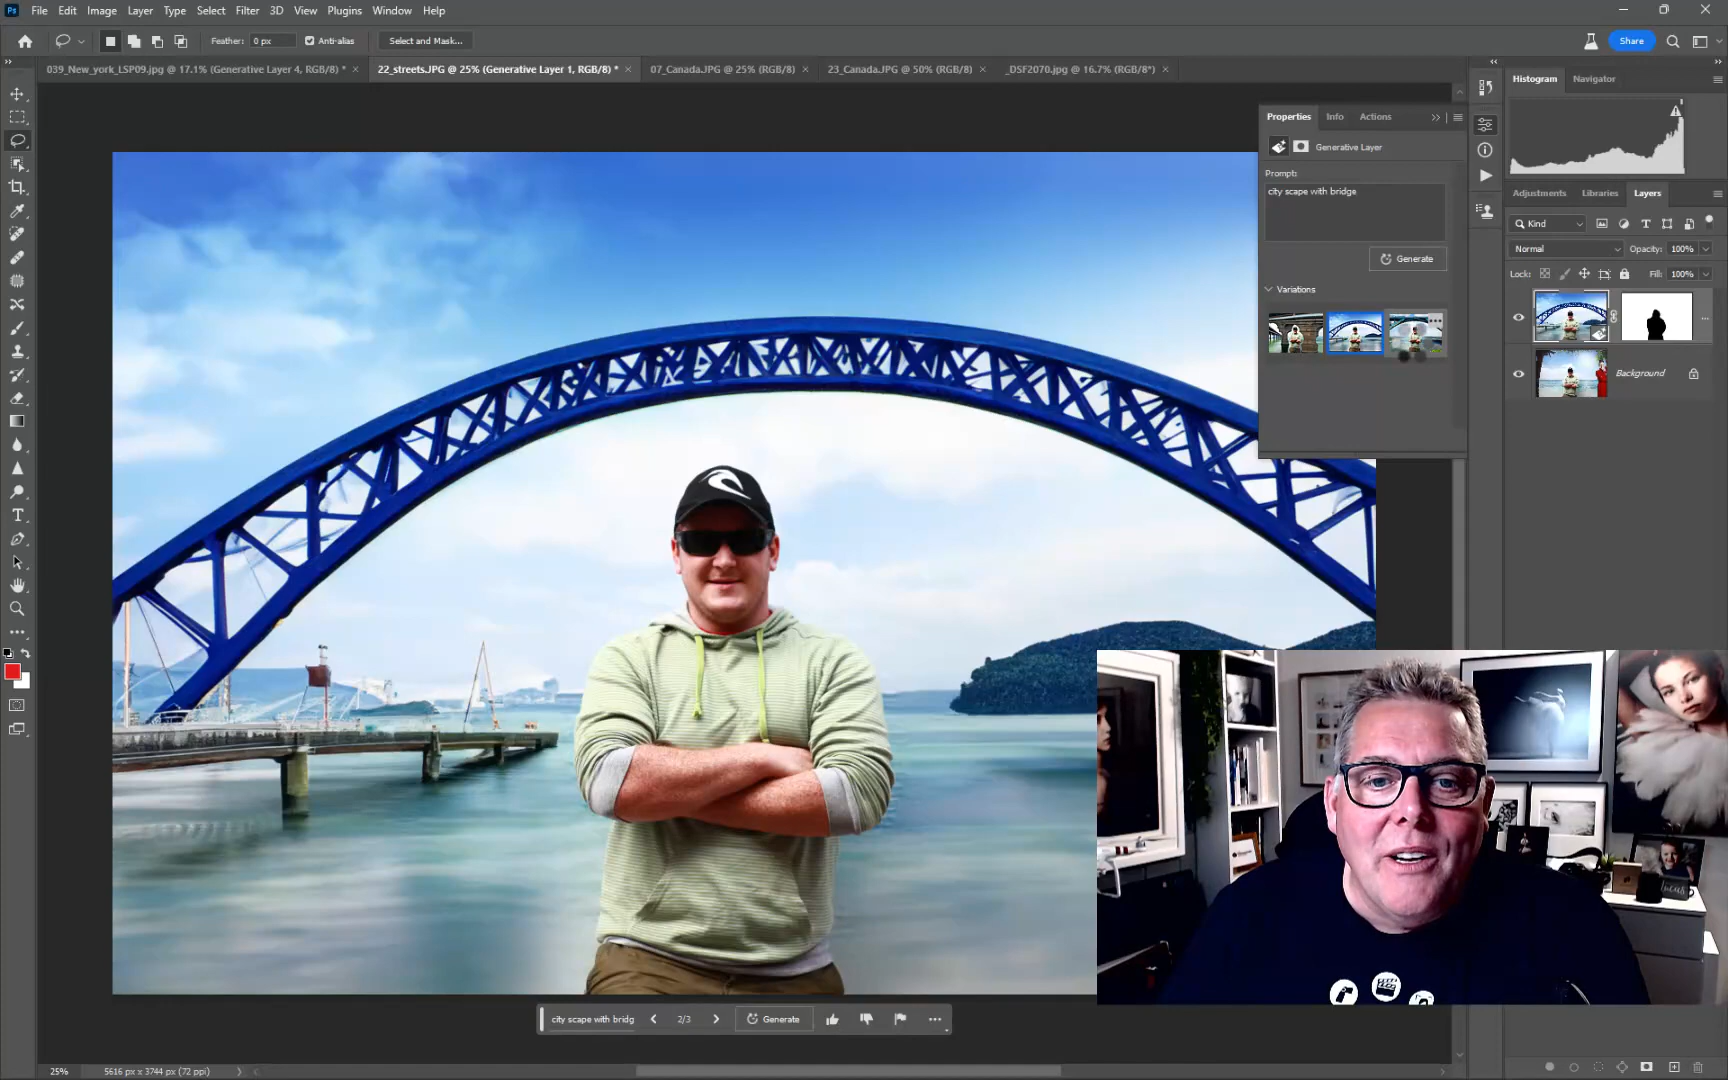 Ps File Edit Image Layer Type Select Filter 3D View Plugins Window Help
Feather: 0 px Anti-alias Select and Mask... Share
039_New_york_LSP09.jpg @ 17.1% (Generative Layer 4, RGB/8) * × 22_streets.JPG @ 25% (Generative Layer 1, RGB/8) * × 07_Canada.JPG @ 25% (RGB/8) × 23_Canada.JPG @ 50% (RGB/8) × _DSF2070.jpg @ 16.7% (RGB/8*) ×
Histogram Navigator
Properties Info Actions
Generative Layer
Prompt:
city scape with bridge
Generate
Variations
Adjustments Libraries Layers
Kind
Normal Opacity: 100%
Lock: Fill: 100%
Background
city scape with bridg 2/3 Generate
25% 5616 px x 3744 px (72 ppi)